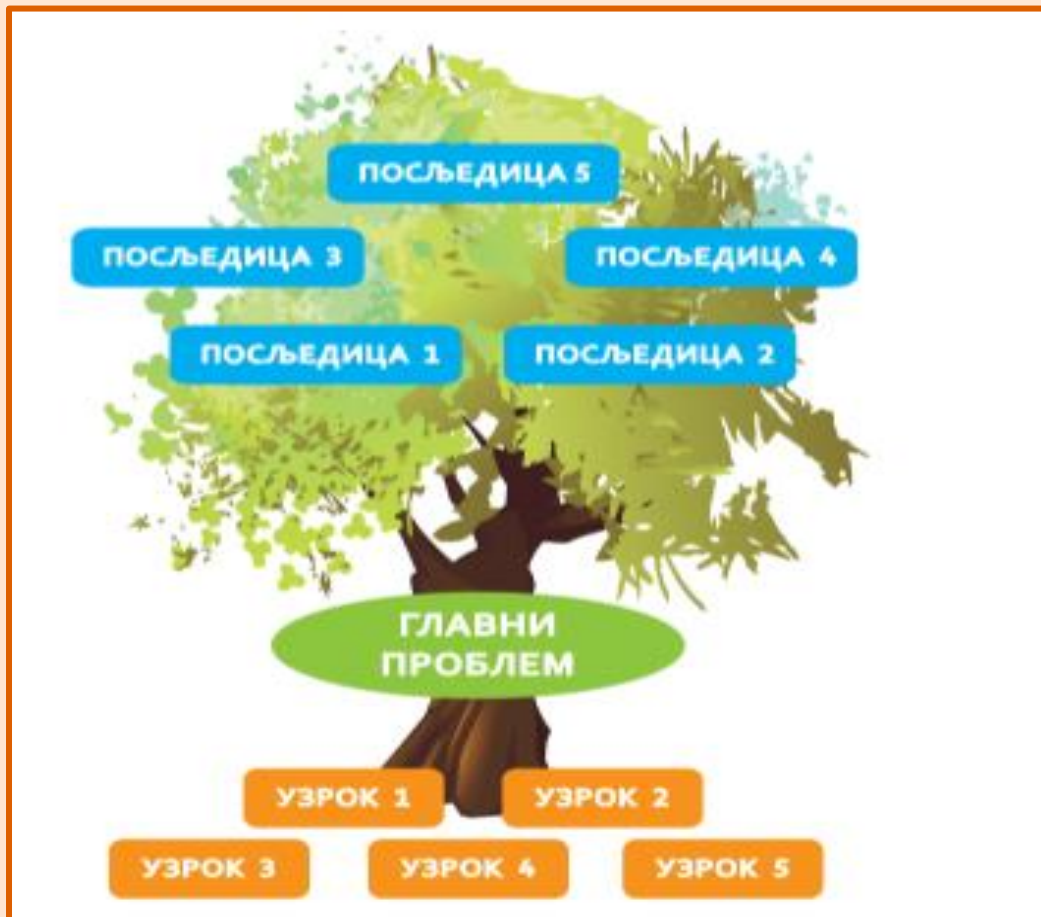 ПОСЉЕДИЦА 5
ПОСЉЕДИЦА 3
ПОСЉЕДИЦА 4
ПОСЉЕДИЦА 1
ПОСЉЕДИЦА 2
ГЛАВНИ
ПРОБЛЕМ
УЗРОК 1
УЗРОК 2
УЗРОК 3
УЗРОК 4
УЗРОК 5